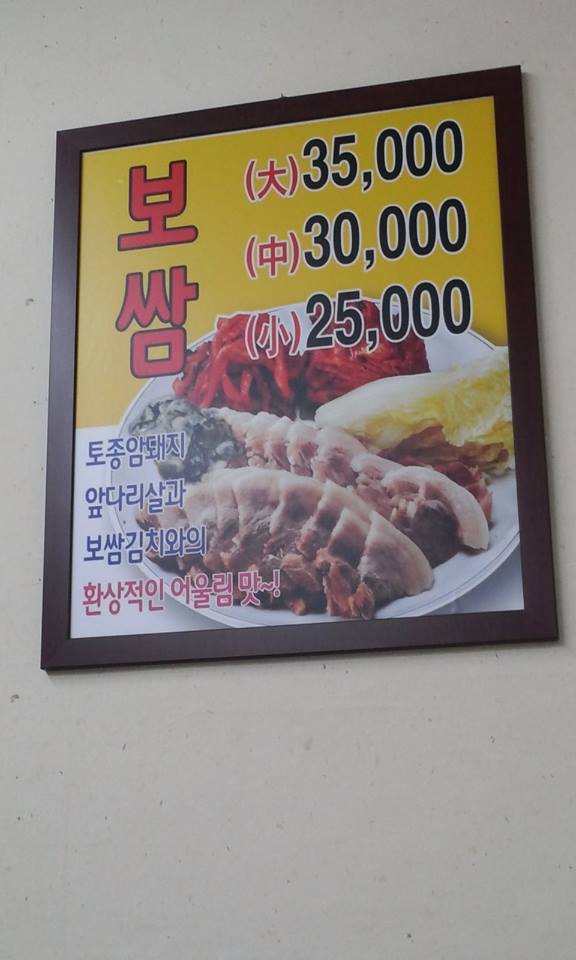 보쌈
(大)35,000
(中)30,000
(小)25,000
토종암돼지
앞다리살과
보쌈김치와의
환상적인 어울림 맛~!